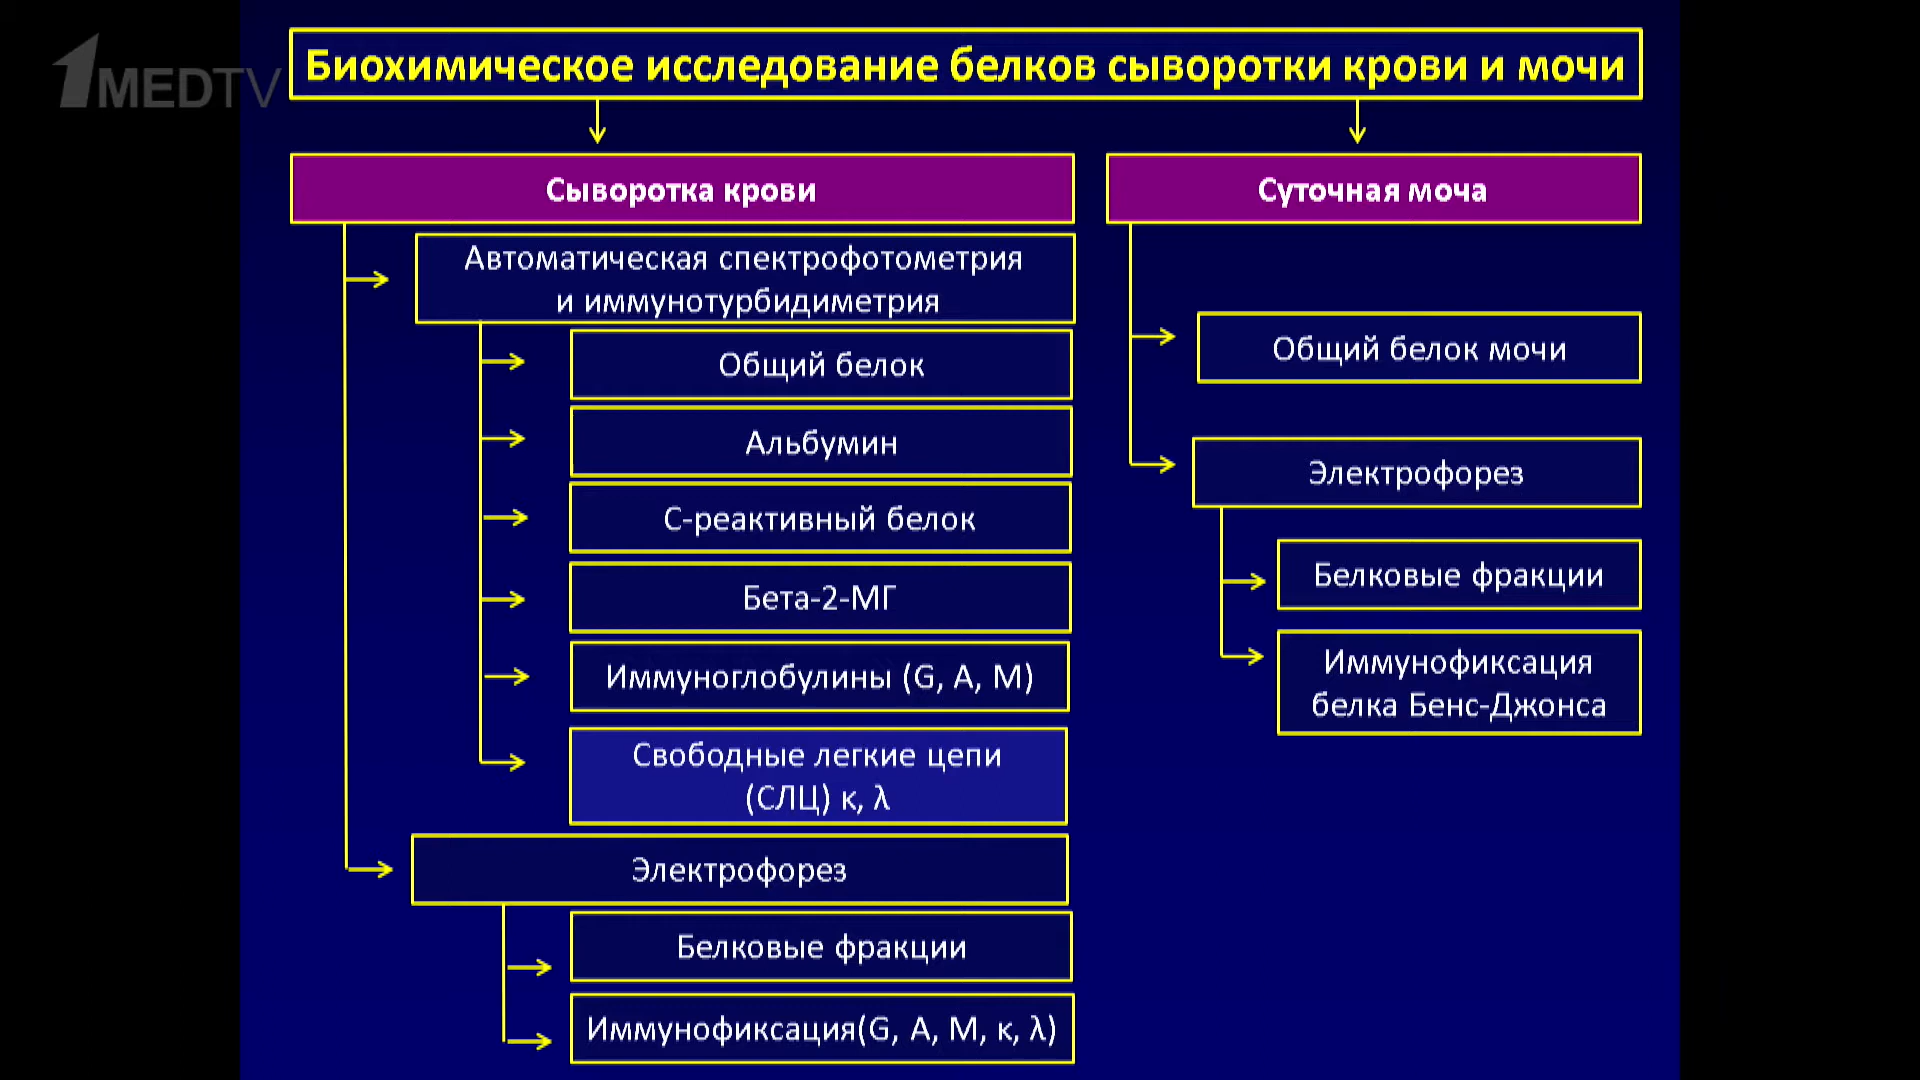 1MEDTV
Биохимическое исследование белков сыворотки крови и мочи
Сыворотка крови
Автоматическая спектрофотометрия
и иммунотурбидиметрия
Общий белок
Альбумин
С-реактивный белок
Бета-2-МГ
Иммуноглобулины (G, A, M)
Свободные легкие цепи
(СЛЦ) κ, λ
Электрофорез
Белковые фракции
Иммунофиксация(G, A, M, κ, λ)
Суточная моча
Общий белок мочи
Электрофорез
Белковые фракции
Иммунофиксация
белка Бенс-Джонса